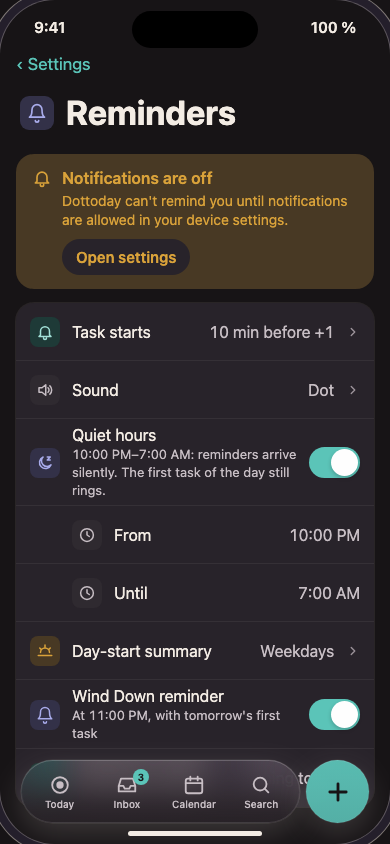 9:41
100 %
‹ Settings
Reminders
Notifications are off
Dottoday can't remind you until notifications
are allowed in your device settings.
Open settings
Task starts
10 min before +1
Sound
Dot
Quiet hours
10:00 PM–7:00 AM: reminders arrive
silently. The first task of the day still
rings.
From
10:00 PM
Until
7:00 AM
Day-start summary
Weekdays
Wind Down reminder
At 11:00 PM, with tomorrow's first
task
Today
Inbox
3
Calendar
Search